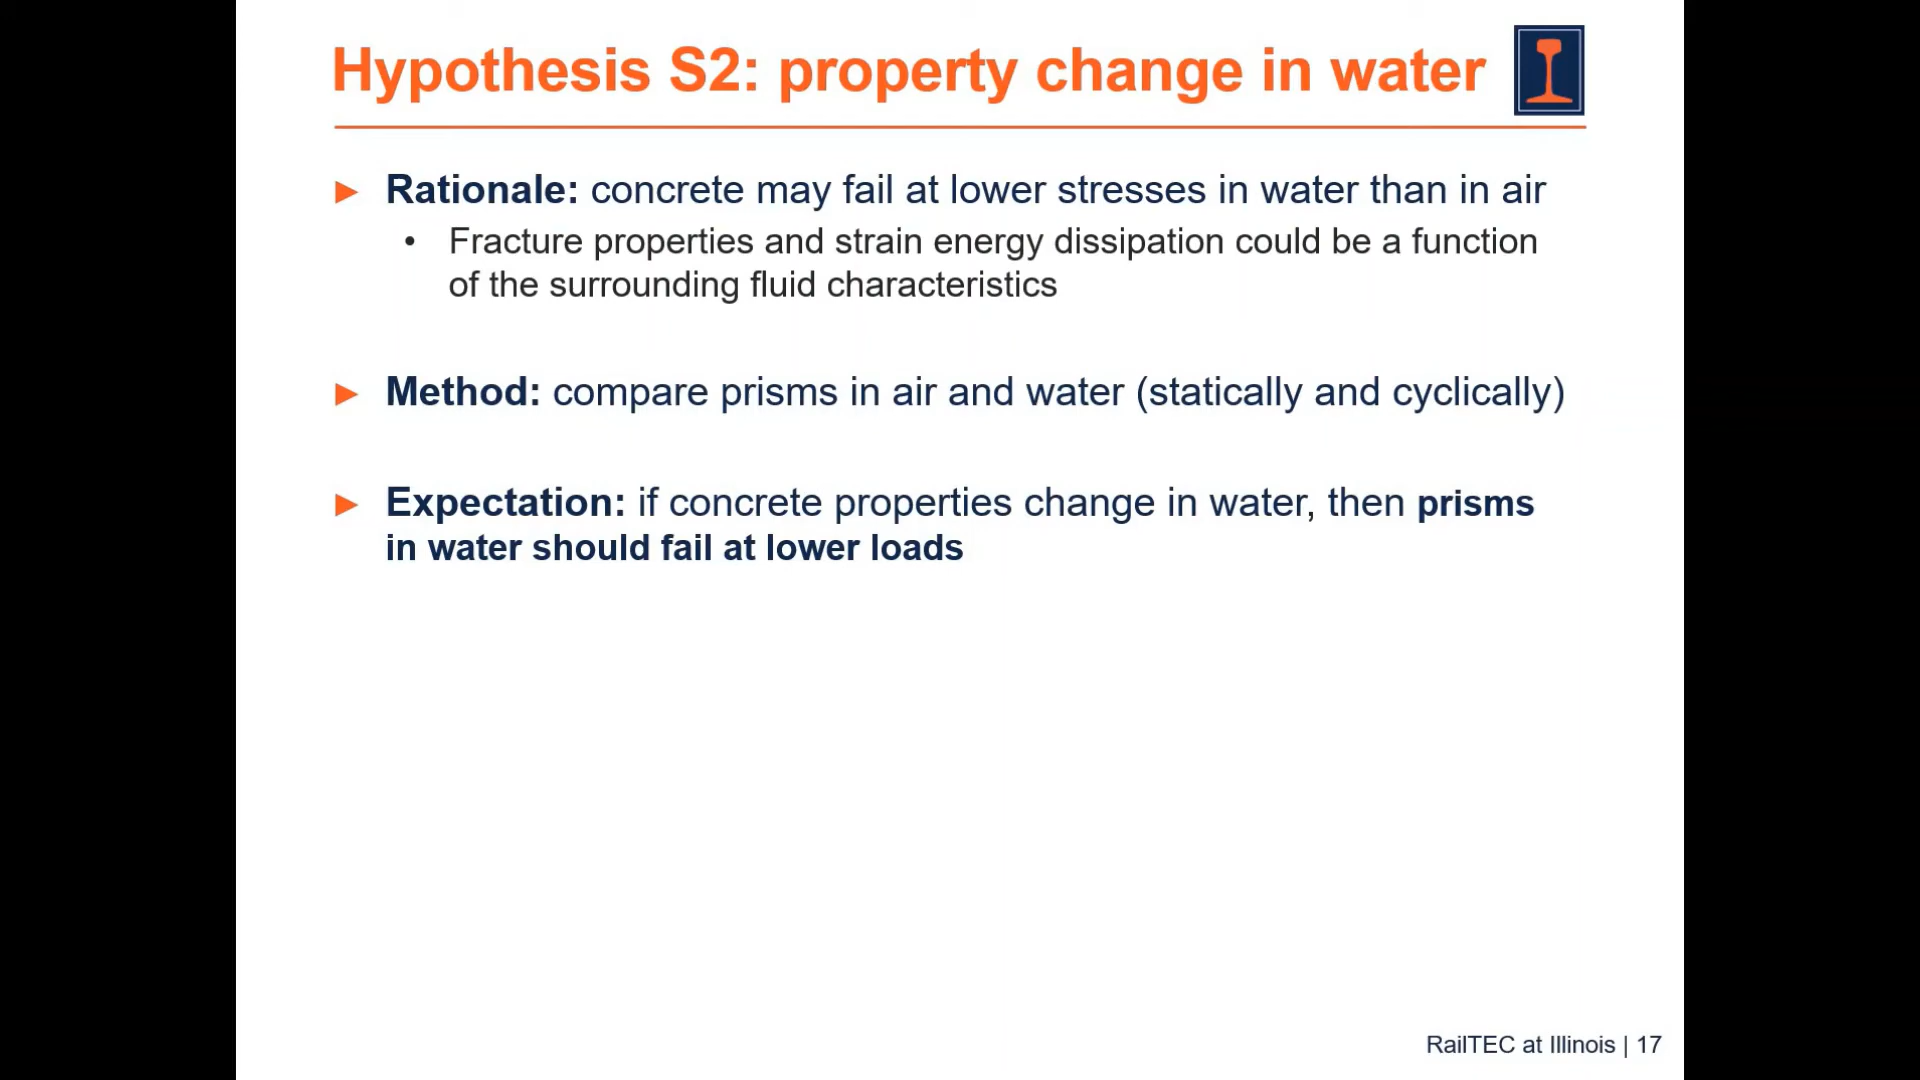 Hypothesis S2: property change in water
► Rationale: concrete may fail at lower stresses in water than in air
• Fracture properties and strain energy dissipation could be a function
of the surrounding fluid characteristics
► Method: compare prisms in air and water (statically and cyclically)
► Expectation: if concrete properties change in water, then prisms
in water should fail at lower loads
RailTEC at Illinois | 17